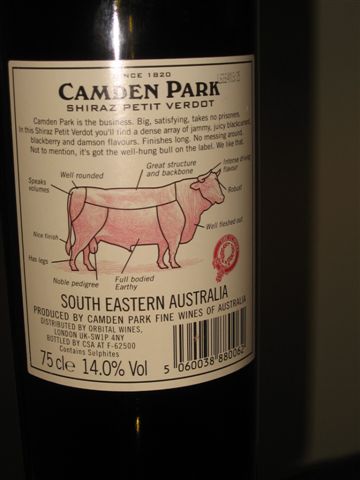 SINCE 1820
CAMDEN PARK
SHIRAZ PETIT VERDOT
Camden Park is the business. Big, satisfying, takes no prisoners.
In this Shiraz Petit Verdot you'll find a dense array of jammy, juicy blackcurrant,
blackberry and damson flavours. Finishes long. No messing around.
Not to mention, it's got the well-hung bull on the label. We like that.
Great structure
and backbone
Intense driving
flavour
Well rounded
Speaks
volumes
Robust
Well fleshed out
Nice finish
Has legs
Noble pedigree
Full bodied
Earthy
SOUTH EASTERN AUSTRALIA
PRODUCED BY CAMDEN PARK FINE WINES OF AUSTRALIA
DISTRIBUTED BY ORBITAL WINES,
LONDON UK-SW1P 4NY
BOTTLED BY CSA AT F-62500
Contains Sulphites
75 cle 14.0% Vol
5 060038 880062